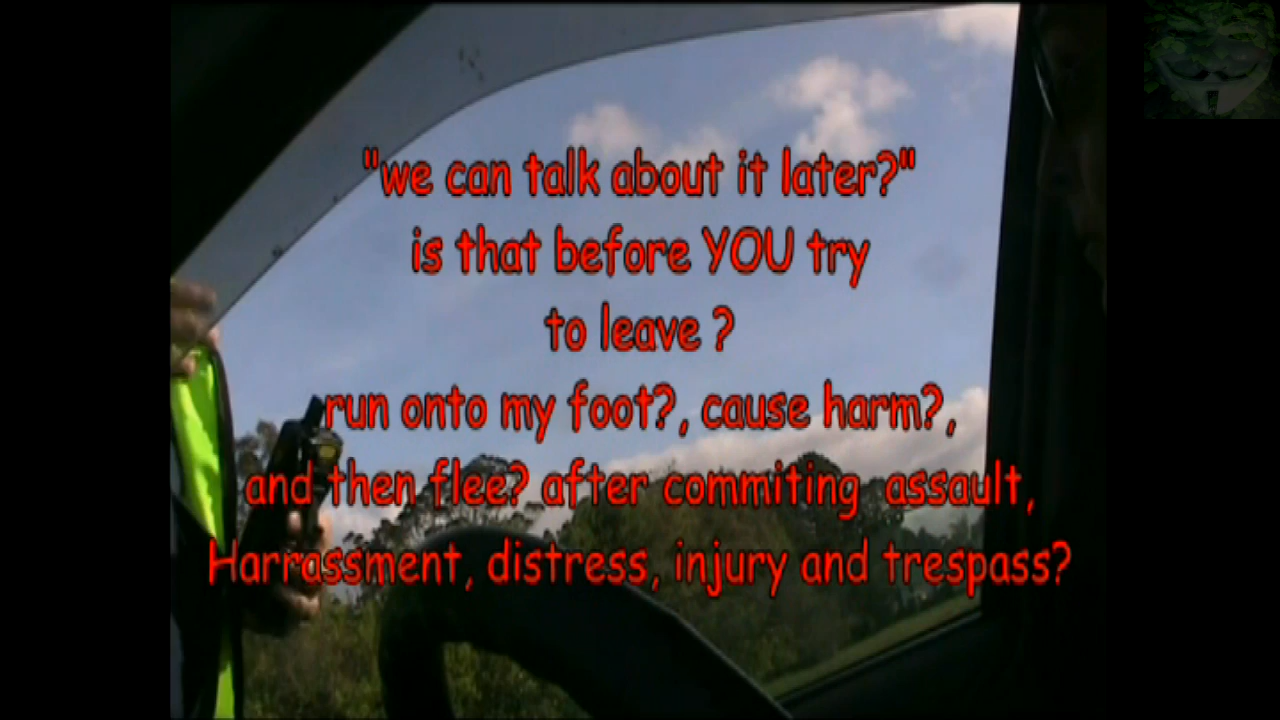 "we can talk about it later?"
is that before YOU try
to leave ?
run onto my foot?, cause harm?,
and then flee? after commiting  assault,
Harrassment, distress, injury and trespass?